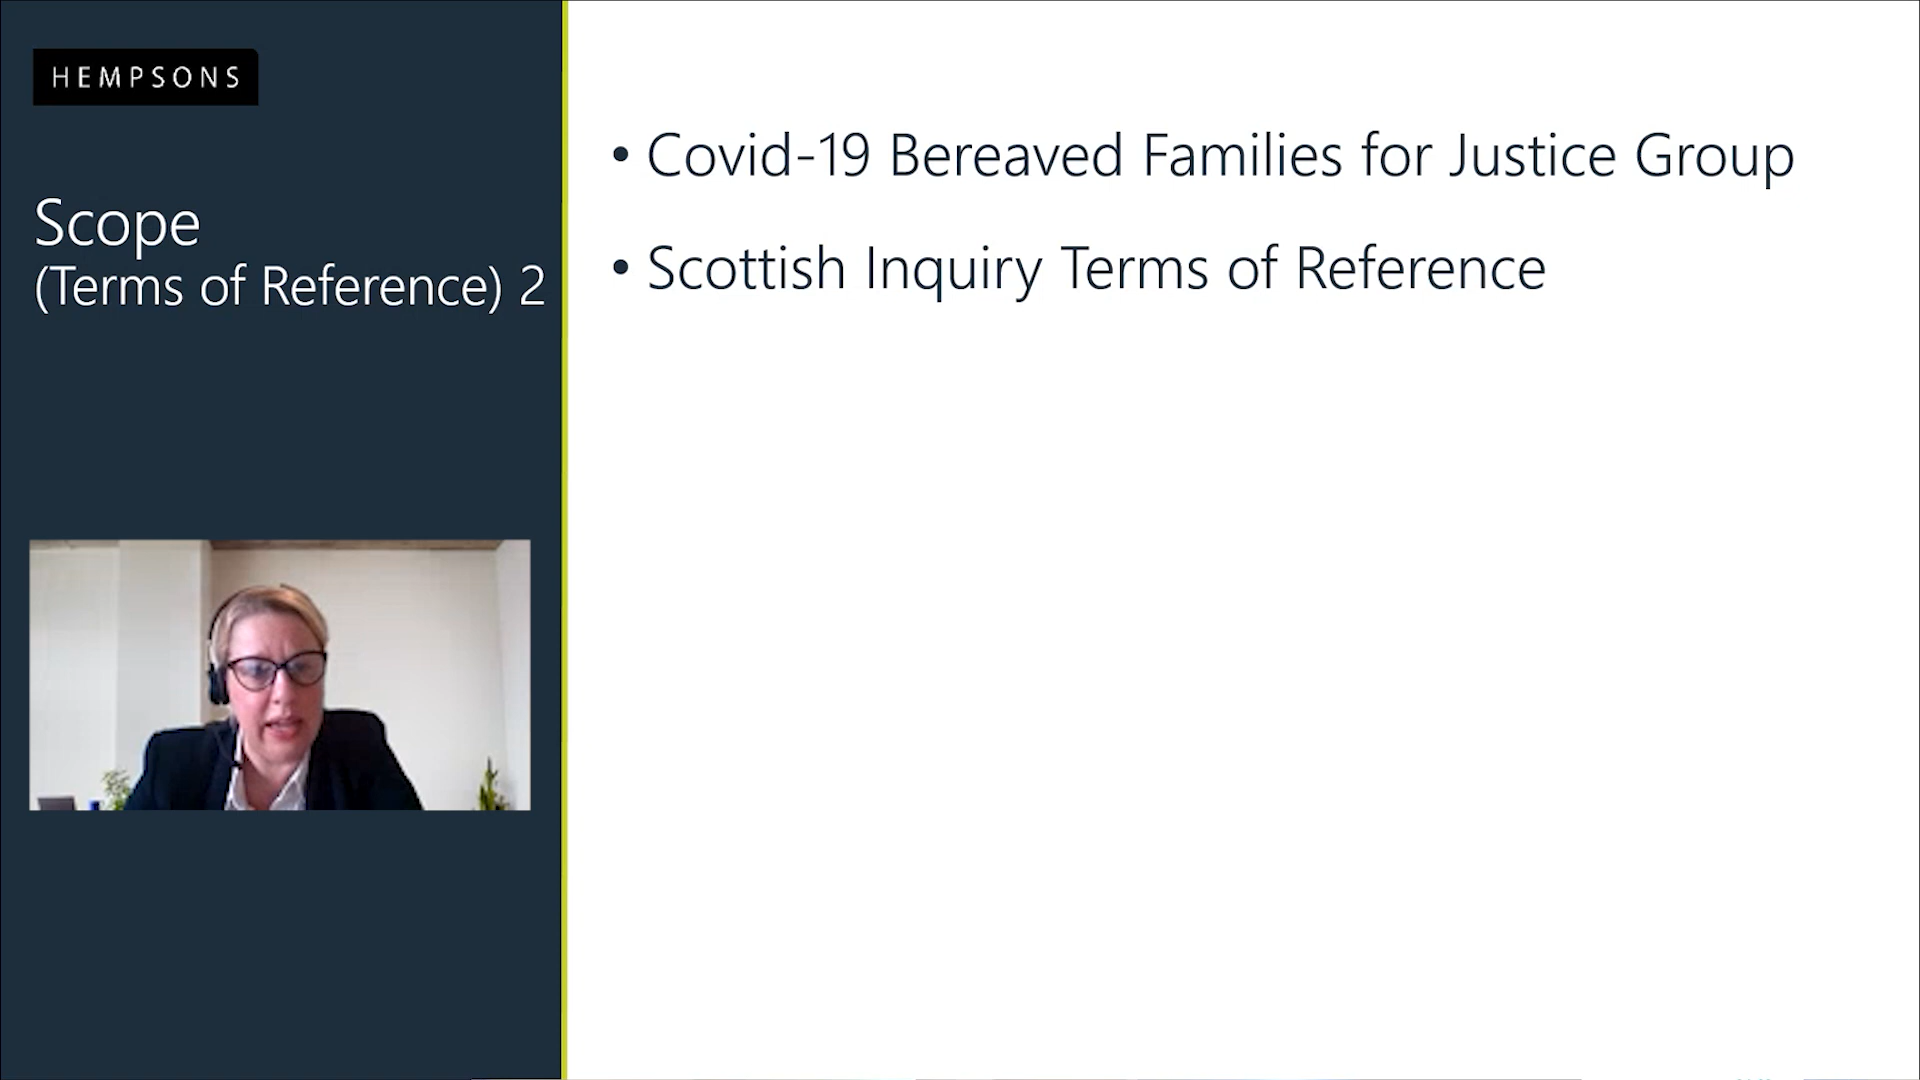 HEMPSONS
Scope
(Terms of Reference) 2
• Covid-19 Bereaved Families for Justice Group
• Scottish Inquiry Terms of Reference